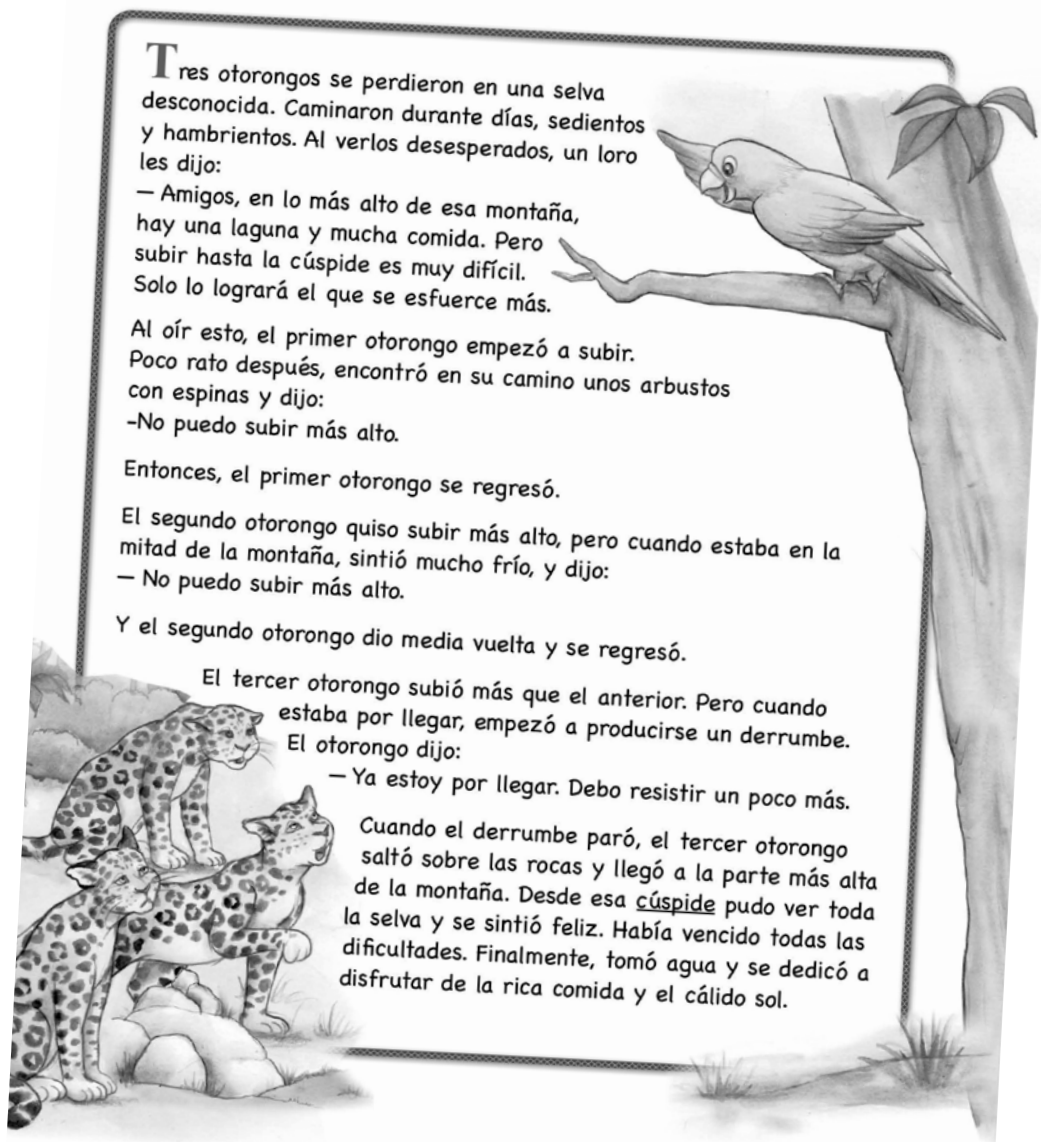 Tres otorongos se perdieron en una selva
desconocida. Caminaron durante días, sedientos
y hambrientos. Al verlos desesperados, un loro
les dijo:
— Amigos, en lo más alto de esa montaña,
hay una laguna y mucha comida. Pero
subir hasta la cúspide es muy difícil.
Solo lo logrará el que se esfuerce más.
Al oír esto, el primer otorongo empezó a subir.
Poco rato después, encontró en su camino unos arbustos
con espinas y dijo:
-No puedo subir más alto.
Entonces, el primer otorongo se regresó.
El segundo otorongo quiso subir más alto, pero cuando estaba en la
mitad de la montaña, sintió mucho frío, y dijo:
— No puedo subir más alto.
Y el segundo otorongo dio media vuelta y se regresó.
El tercer otorongo subió más que el anterior. Pero cuando
estaba por llegar, empezó a producirse un derrumbe.
El otorongo dijo:
— Ya estoy por llegar. Debo resistir un poco más.
Cuando el derrumbe paró, el tercer otorongo
saltó sobre las rocas y llegó a la parte más alta
de la montaña. Desde esa cúspide pudo ver toda
la selva y se sintió feliz. Había vencido todas las
dificultades. Finalmente, tomó agua y se dedicó a
disfrutar de la rica comida y el cálido sol.